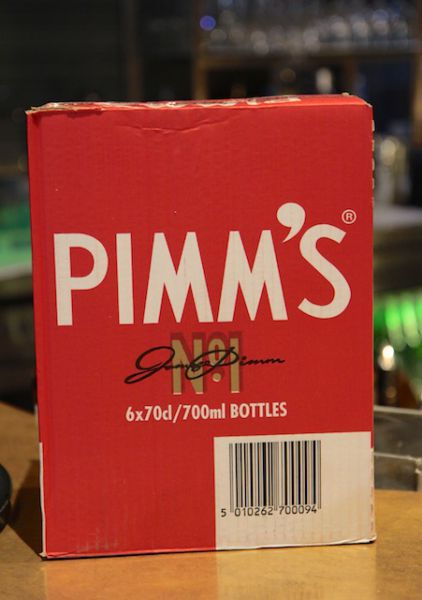 PIMM'S®
Nº1
6x70cl/700ml BOTTLES
5 010262 700094